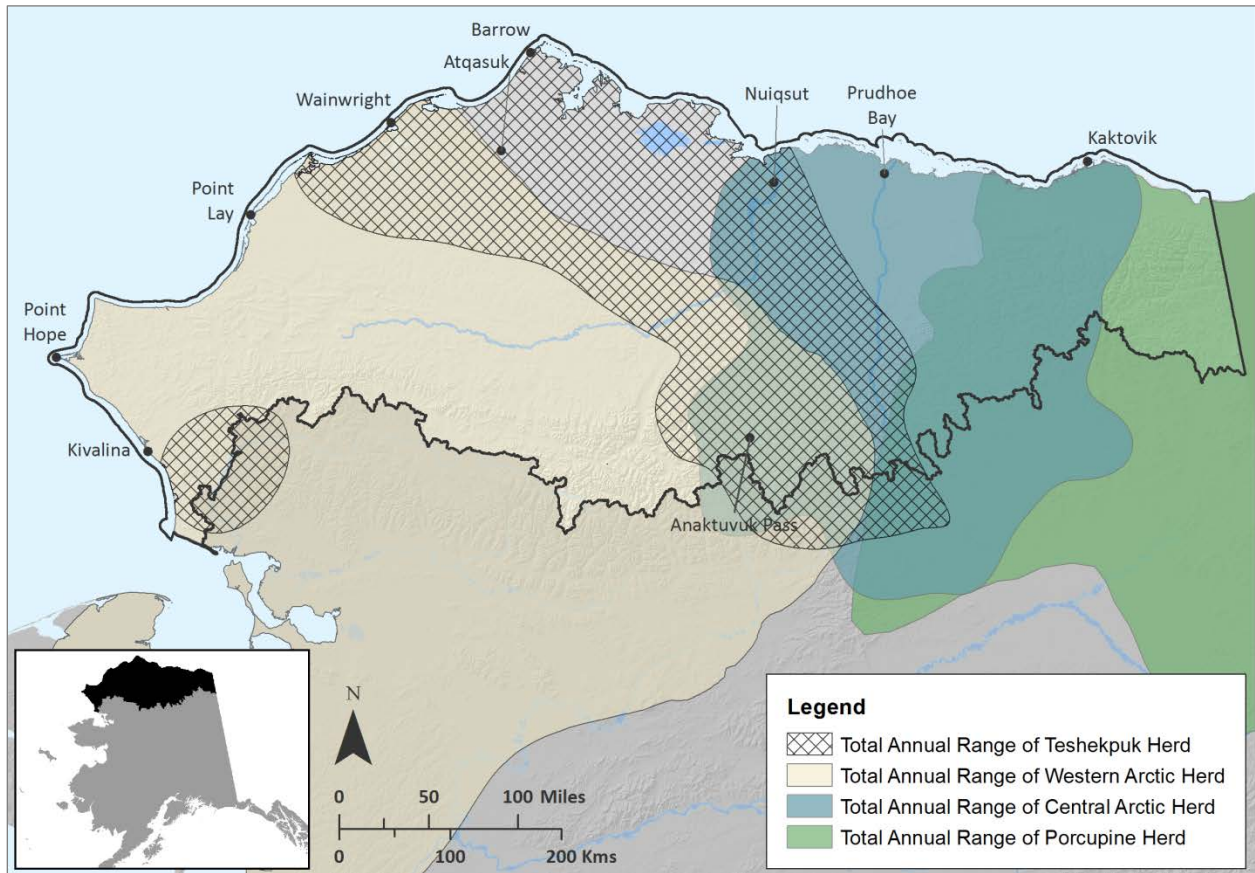 Barrow
Atqasuk
Wainwright
Nuiqsut
Prudhoe
Bay
Kaktovik
Point
Lay
Point
Hope
Kivalina
Anaktuvuk Pass
N
0 50 100 Miles
0 100 200 Kms
Legend
Total Annual Range of Teshekpuk Herd
Total Annual Range of Western Arctic Herd
Total Annual Range of Central Arctic Herd
Total Annual Range of Porcupine Herd